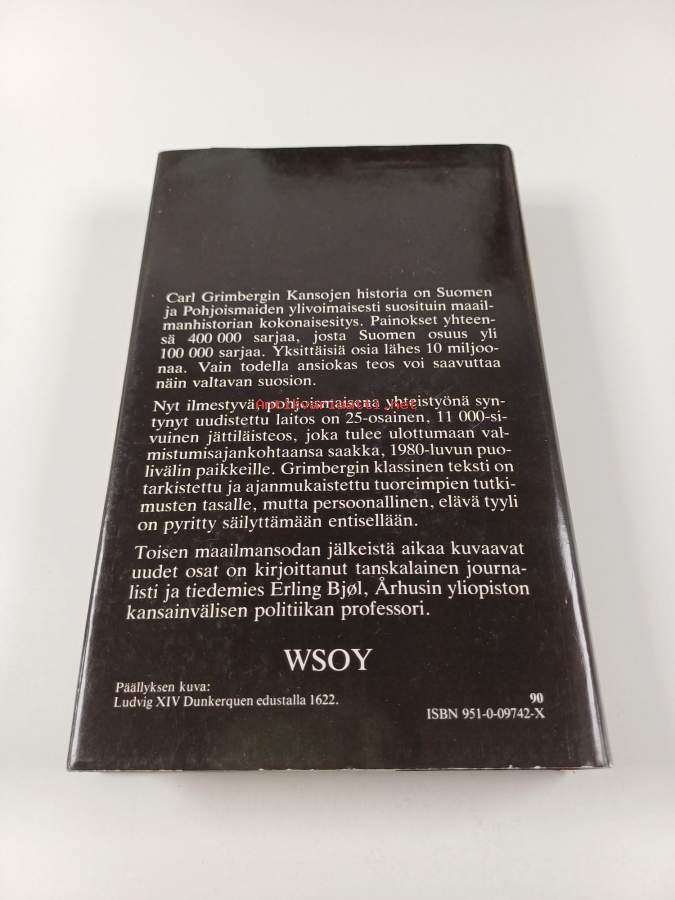 Carl Grimbergin Kansojen historia on Suomen
ja Pohjoismaiden ylivoimaisesti suosituin maail-
manhistorian kokonaisesitys. Painokset yhteen-
sä 400 000 sarjaa, josta Suomen osuus yli
100 000 sarjaa. Yksittäisiä osia lähes 10 miljoo-
naa. Vain todella ansiokas teos voi saavuttaa
näin valtavan suosion.
Nyt ilmestyvä pohjoismaisena yhteistyönä syn-
Antikvariaatti.net
tynyt uudistettu laitos on 25-osainen, 11 000-si-
vuinen jättiläisteos, joka tulee ulottumaan val-
mistumisajankohtaansa saakka, 1980-luvun puo-
livälin paikkeille. Grimbergin klassinen teksti on
tarkistettu ja ajanmukaistettu tuoreimpien tutki-
musten tasalle, mutta persoonallinen, elävä tyyli
on pyritty säilyttämään entisellään.
Toisen maailmansodan jälkeistä aikaa kuvaavat
uudet osat on kirjoittanut tanskalainen journa-
listi ja tiedemies Erling Bjøl, Århusin yliopiston
kansainvälisen politiikan professori.
WSOY
Päällyksen kuva:
Ludvig XIV Dunkerquen edustalla 1622.
90
ISBN 951-0-09742-X